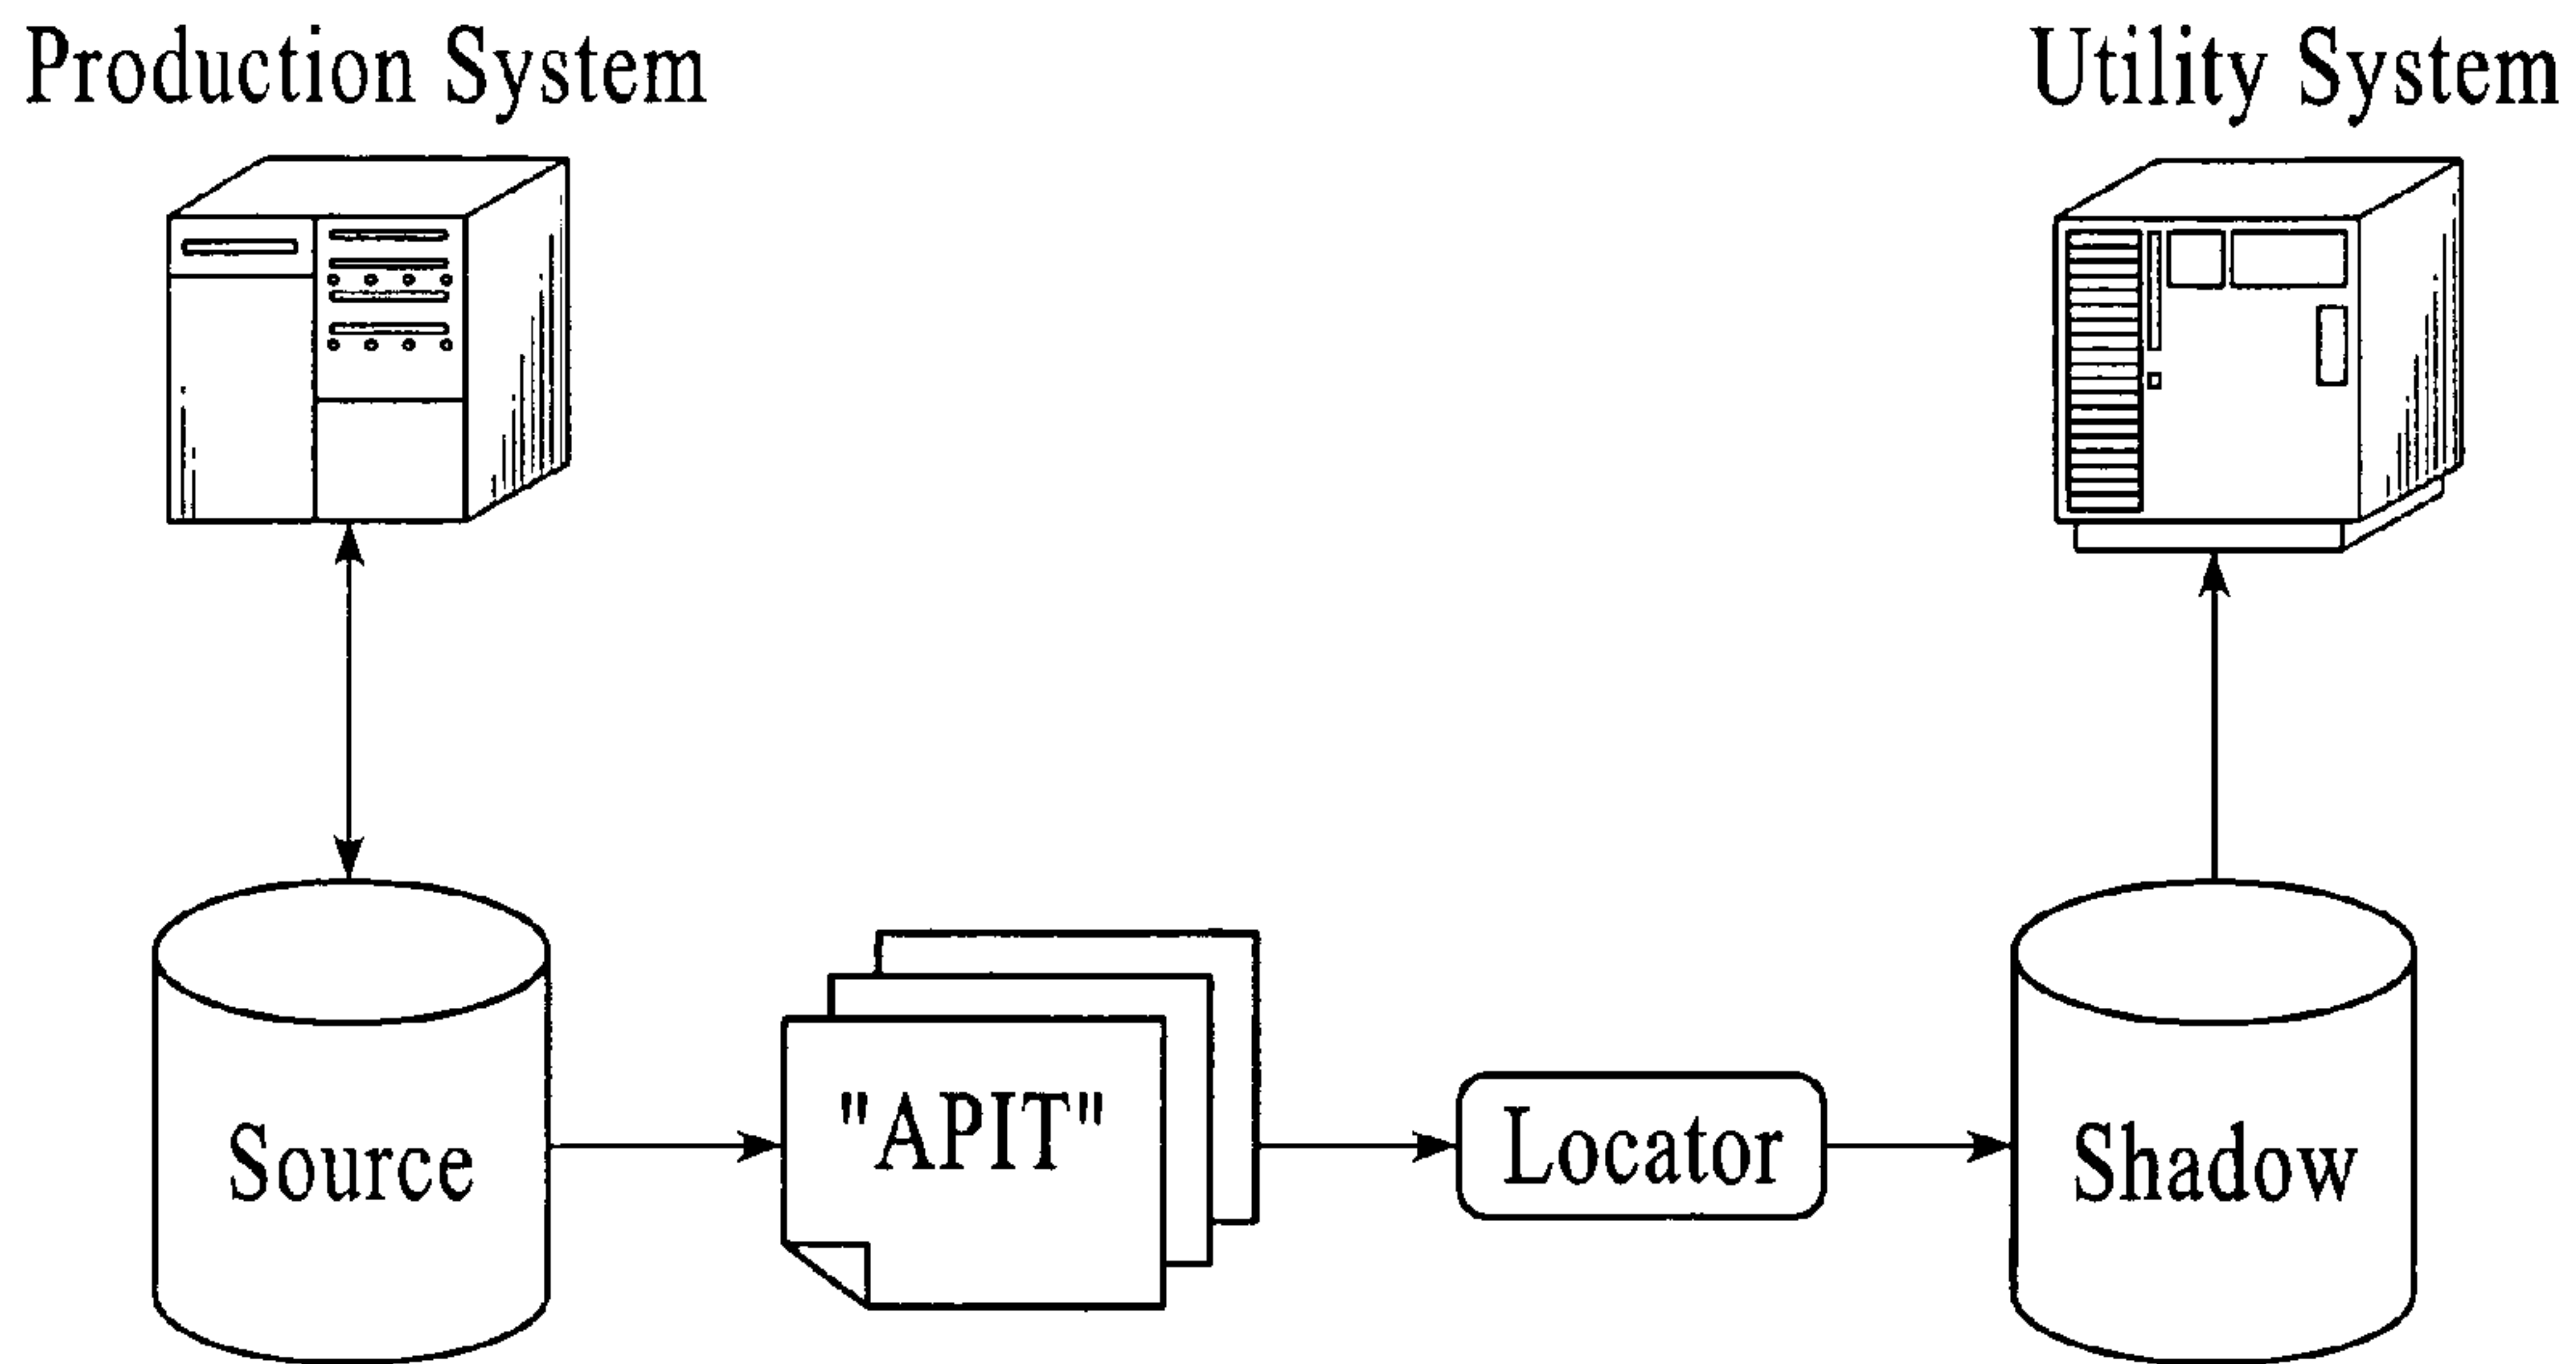 Production System
Utility System
Source
"APIT"
Locator
Shadow